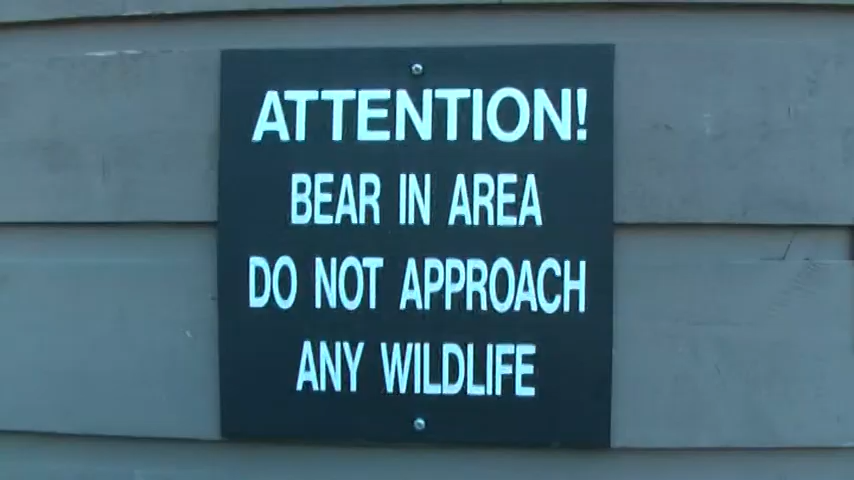 ATTENTION!
BEAR IN AREA
DO NOT APPROACH
ANY WILDLIFE